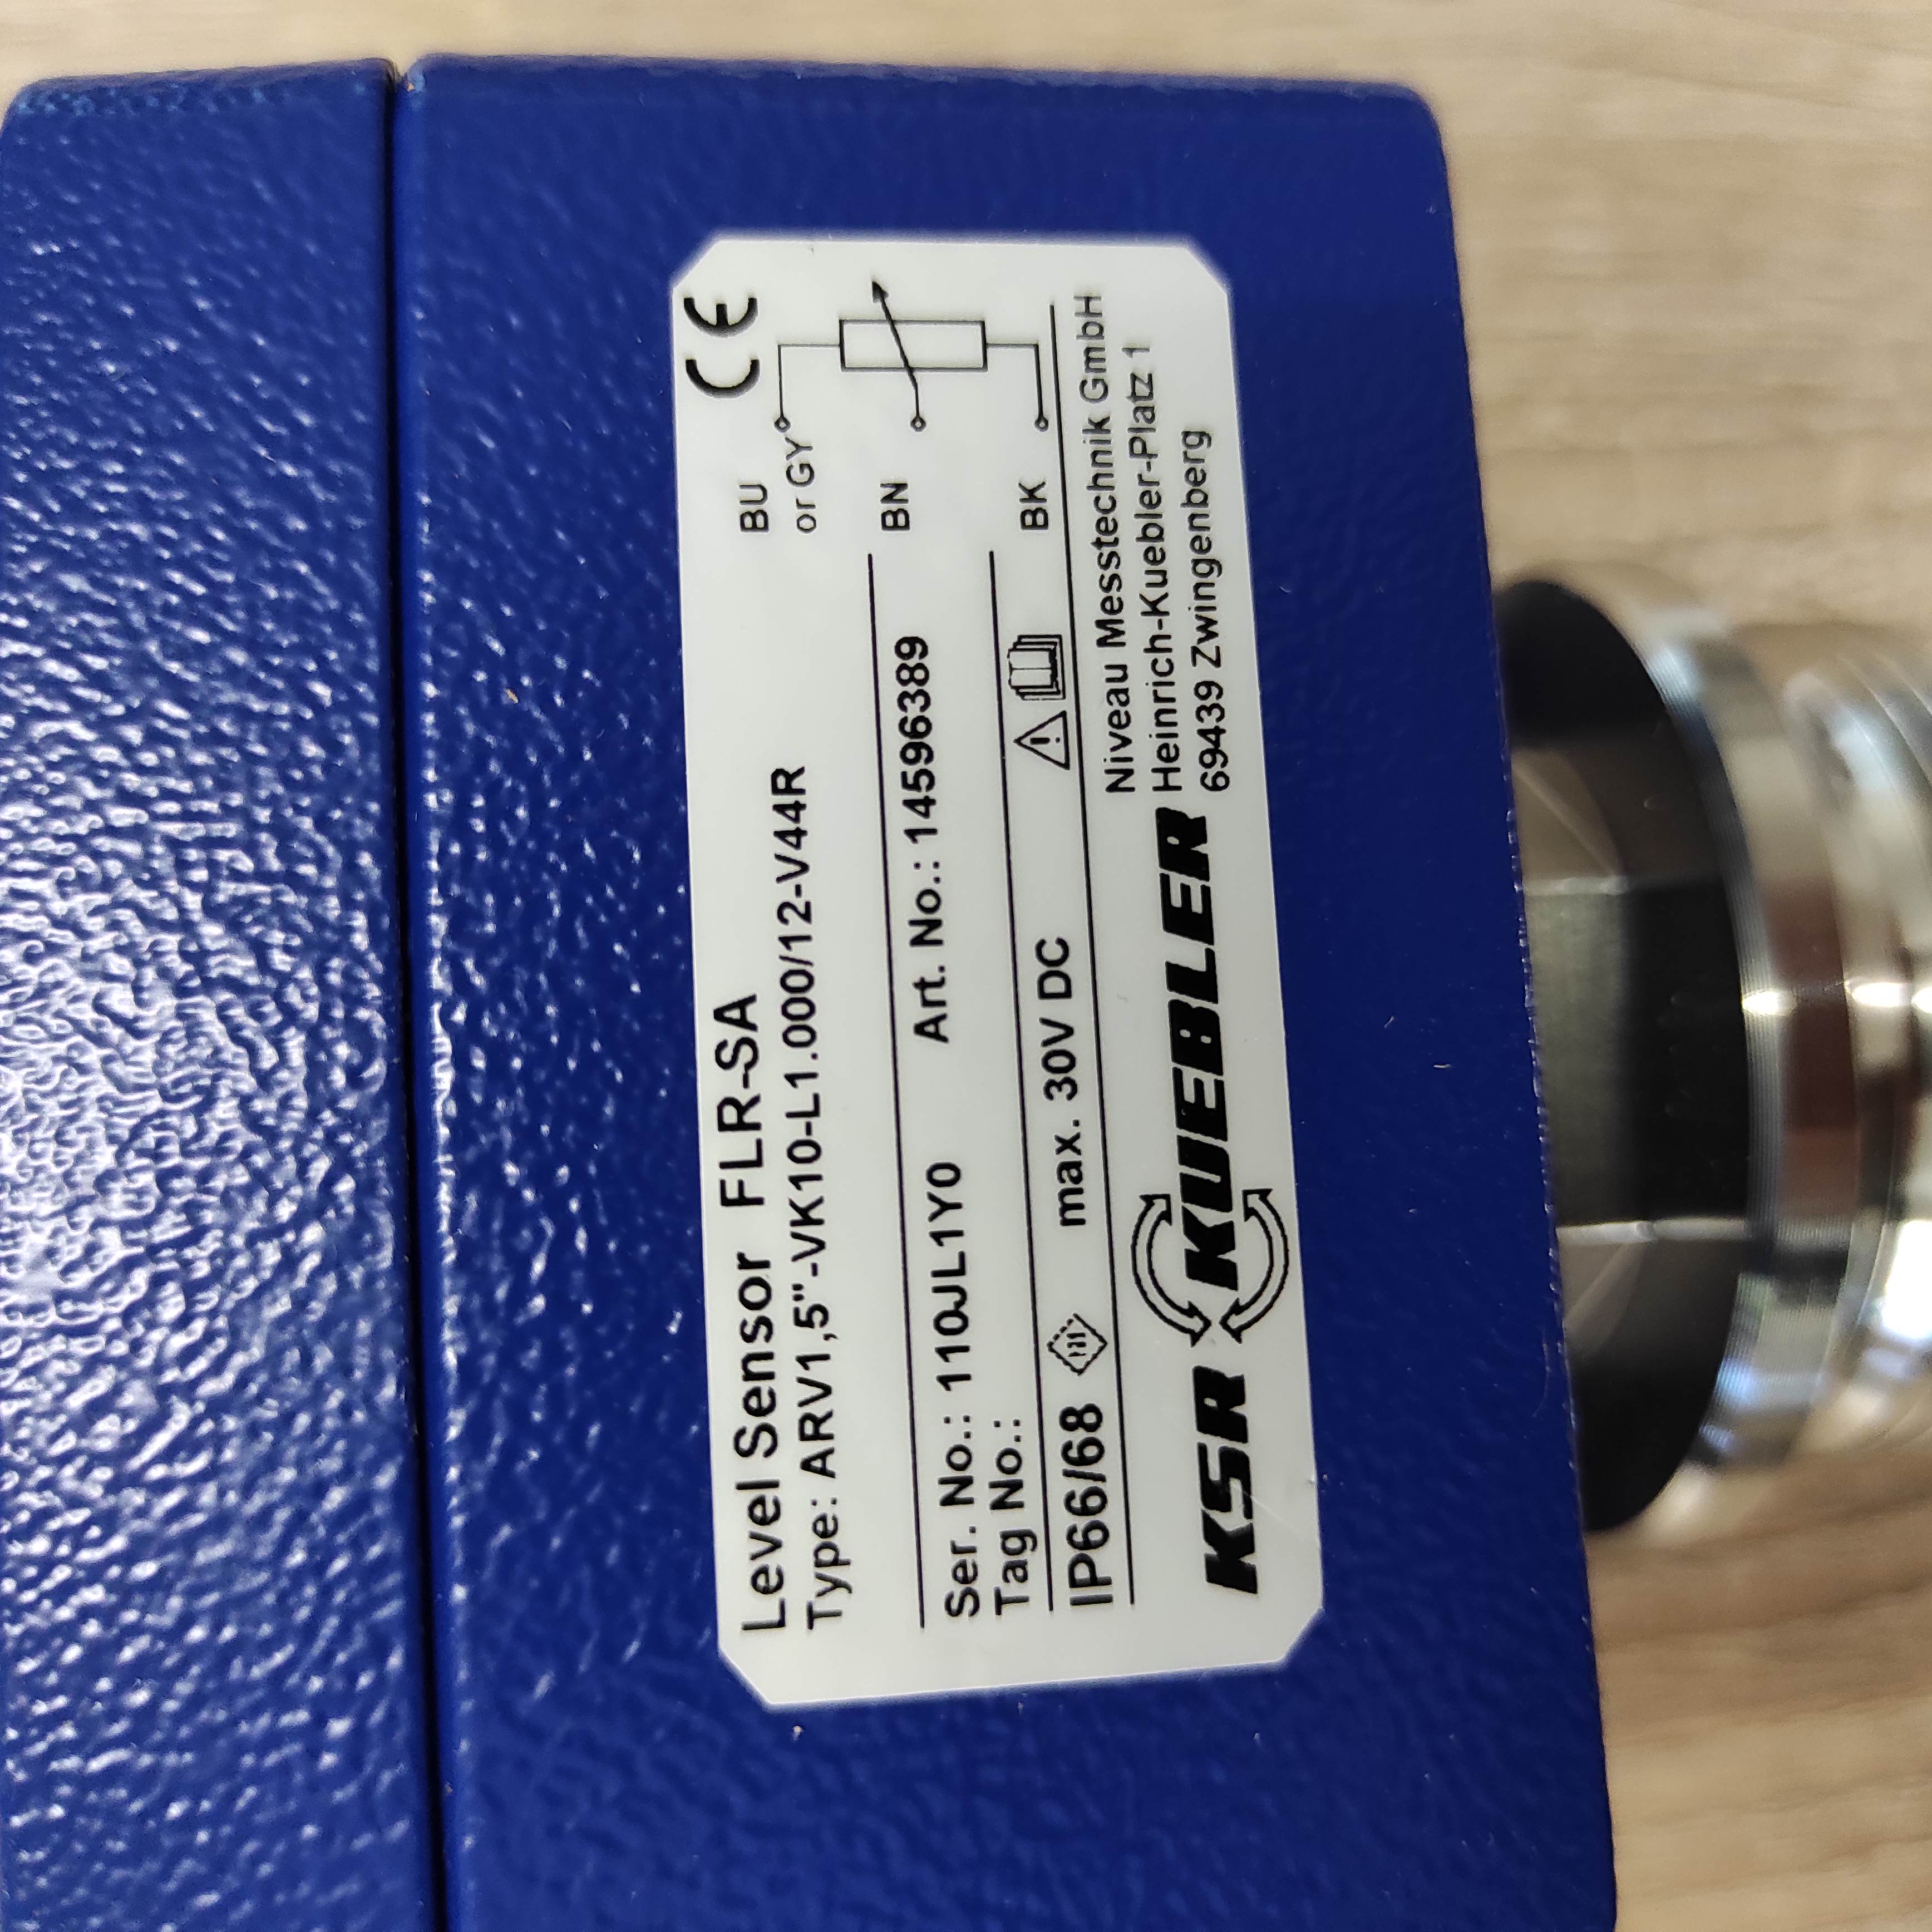 Level Sensor FLR-SA
CE
Type: ARV1,5"-VK10-L1.000/12-V44R
BU
or GY
BN
BK
Ser. No.: 110JL1Y0 Art. No.: 14596389
Tag No.:
IP66/68 max. 30V DC
KSR KUEBLER
Niveau Messtechnik GmbH
Heinrich-Kuebler-Platz 1
69439 Zwingenberg